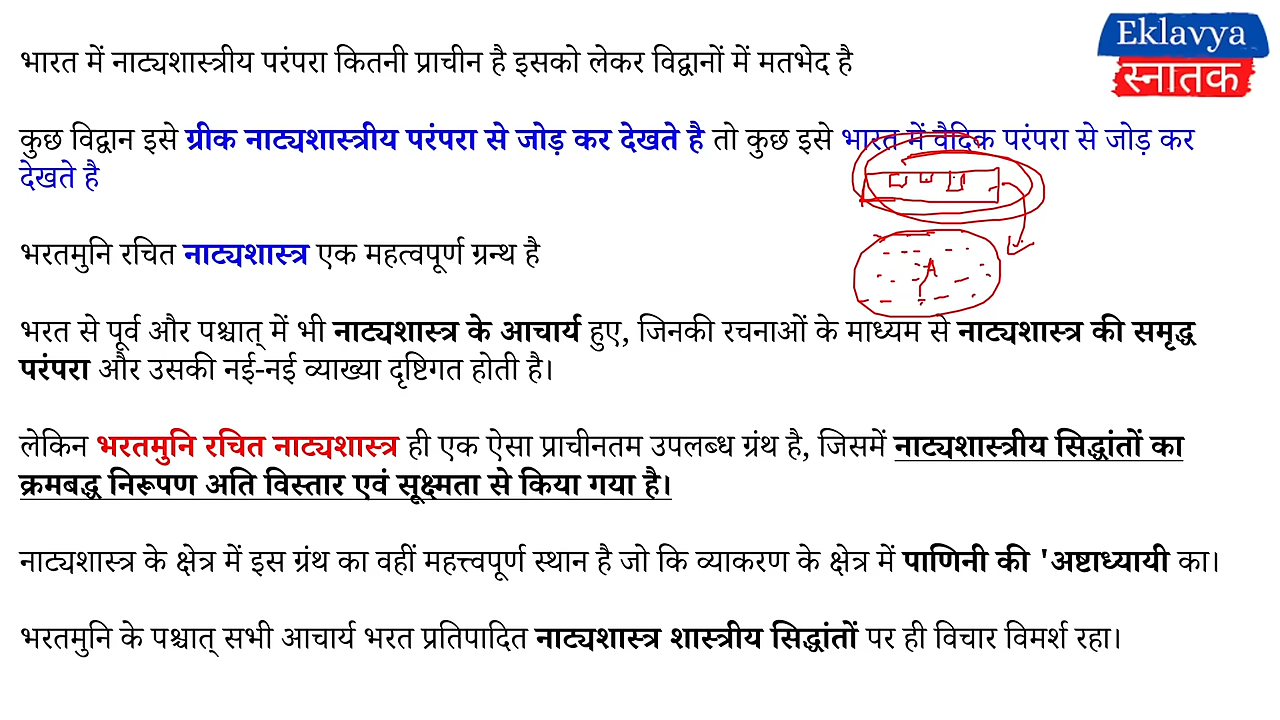 Eklavya
स्नातक
भारत में नाट्यशास्त्रीय परंपरा कितनी प्राचीन है इसको लेकर विद्वानों में मतभेद है
कुछ विद्वान इसे ग्रीक नाट्यशास्त्रीय परंपरा से जोड़ कर देखते है तो कुछ इसे भारत में वैदिक परंपरा से जोड़ कर
देखते है
भरतमुनि रचित नाट्यशास्त्र एक महत्वपूर्ण ग्रन्थ है
भरत से पूर्व और पश्चात् में भी नाट्यशास्त्र के आचार्य हुए, जिनकी रचनाओं के माध्यम से नाट्यशास्त्र की समृद्ध
परंपरा और उसकी नई-नई व्याख्या दृष्टिगत होती है।
लेकिन भरतमुनि रचित नाट्यशास्त्र ही एक ऐसा प्राचीनतम उपलब्ध ग्रंथ है, जिसमें नाट्यशास्त्रीय सिद्धांतों का
क्रमबद्ध निरूपण अति विस्तार एवं सूक्ष्मता से किया गया है।
नाट्यशास्त्र के क्षेत्र में इस ग्रंथ का वहीं महत्त्वपूर्ण स्थान है जो कि व्याकरण के क्षेत्र में पाणिनी की 'अष्टाध्यायी का।
भरतमुनि के पश्चात् सभी आचार्य भरत प्रतिपादित नाट्यशास्त्र शास्त्रीय सिद्धांतों पर ही विचार विमर्श रहा।